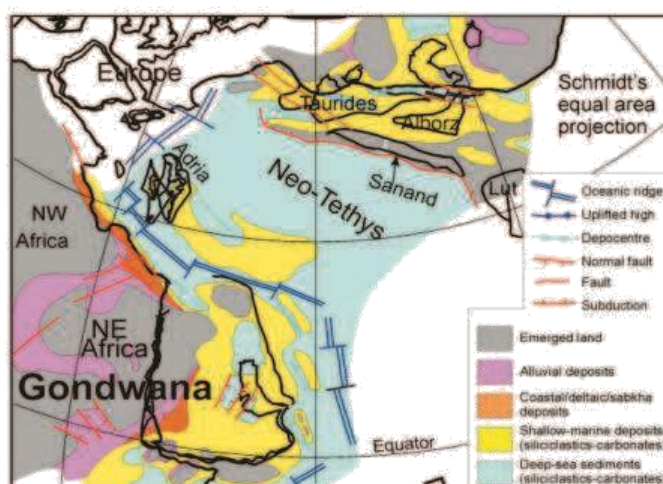 Europe
Schmidt's
equal area
projection
Taurides
Alborz
Adria
Sanand
Lut
Neo-Tethys
NW
Africa
NE
Africa
Gondwana
Equator
Oceanic ridge
Uplifted high
Depocentre
Normal fault
Fault
Subduction
Emerged land
Alluvial deposits
Coastal/deltaic/sabkha
deposits
Shallow-marine deposits
(siliciclastics-carbonates
Deep-sea sediments
(siliciclastics-carbonates